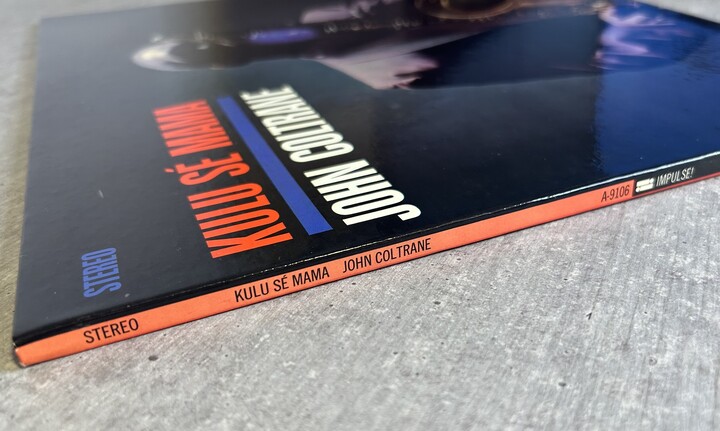 KULU SÉ MAMA
JOHN COLTRANE
STEREO
STEREO KULU SÉ MAMA JOHN COLTRANE A-9106 IMPULSE!